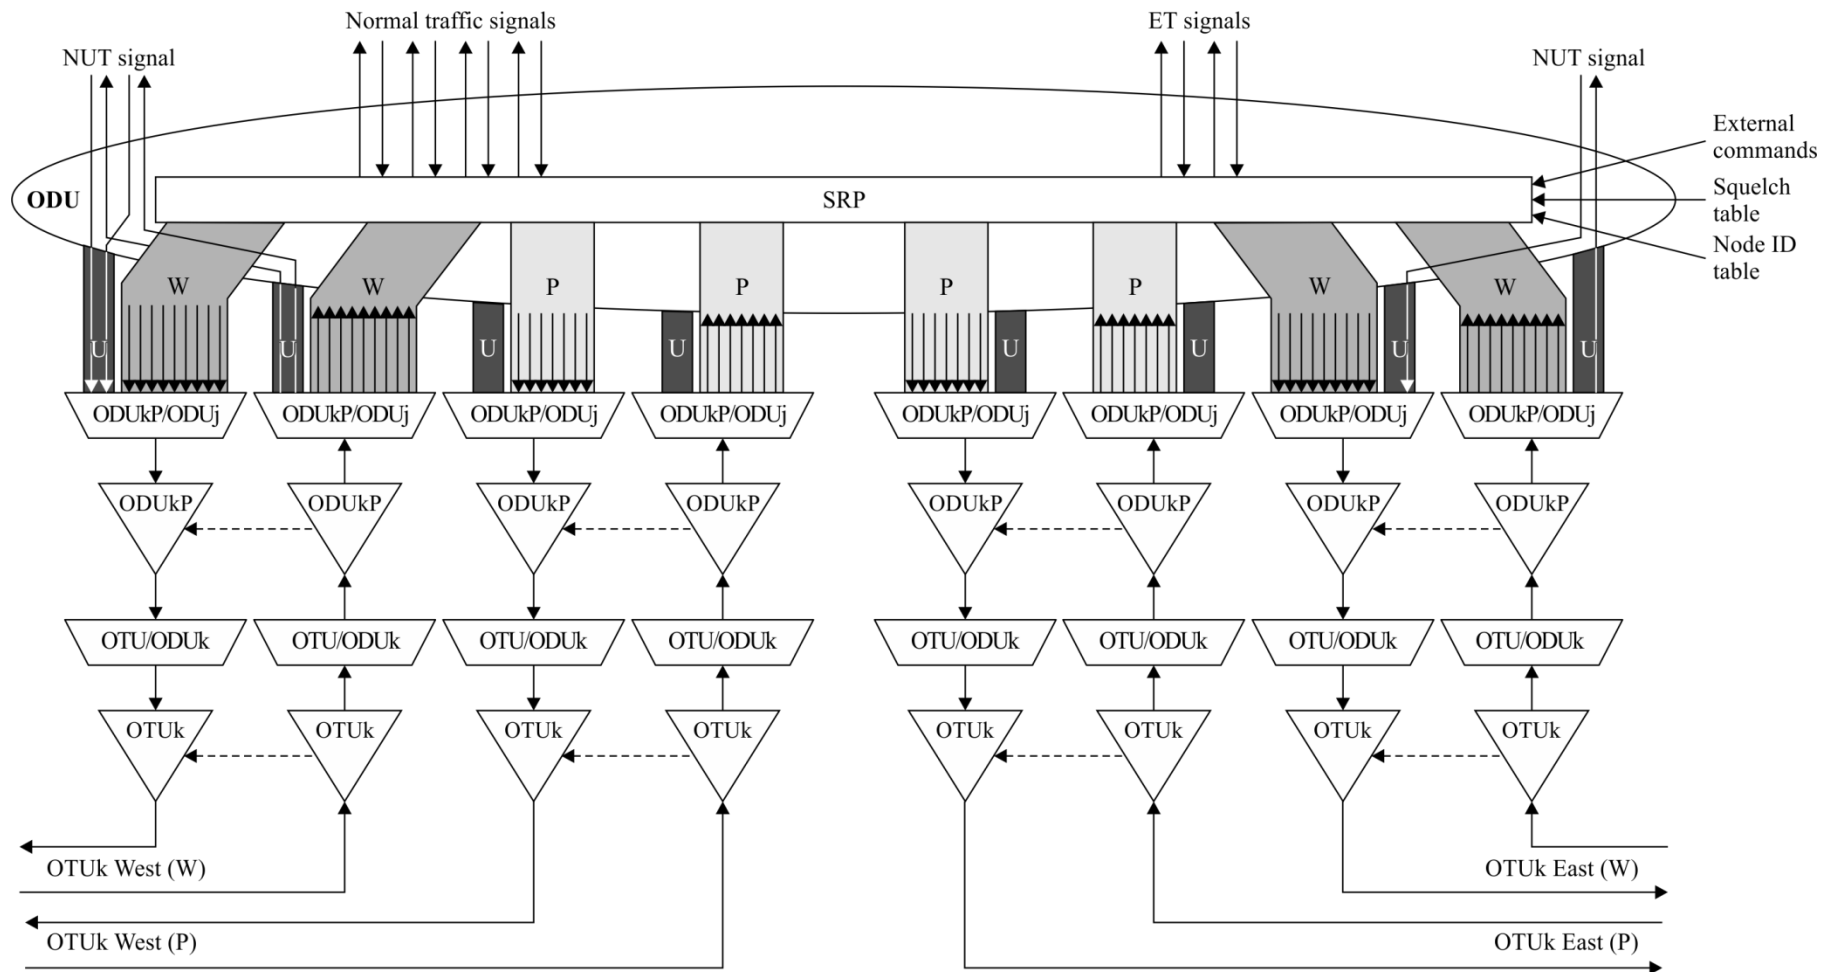 Normal traffic signals
ET signals
NUT signal
NUT signal
External
commands
ODU
SRP
Squelch
table
Node ID
table
W
W
P
P
P
P
W
W
U
U
U
U
U
U
U
U
ODUkP/ODUj
ODUkP/ODUj
ODUkP/ODUj
ODUkP/ODUj
ODUkP/ODUj
ODUkP/ODUj
ODUkP/ODUj
ODUkP/ODUj
ODUkP
ODUkP
ODUkP
ODUkP
ODUkP
ODUkP
ODUkP
ODUkP
OTU/ODUk
OTU/ODUk
OTU/ODUk
OTU/ODUk
OTU/ODUk
OTU/ODUk
OTU/ODUk
OTU/ODUk
OTUk
OTUk
OTUk
OTUk
OTUk
OTUk
OTUk
OTUk
OTUk West (W)
OTUk East (W)
OTUk West (P)
OTUk East (P)